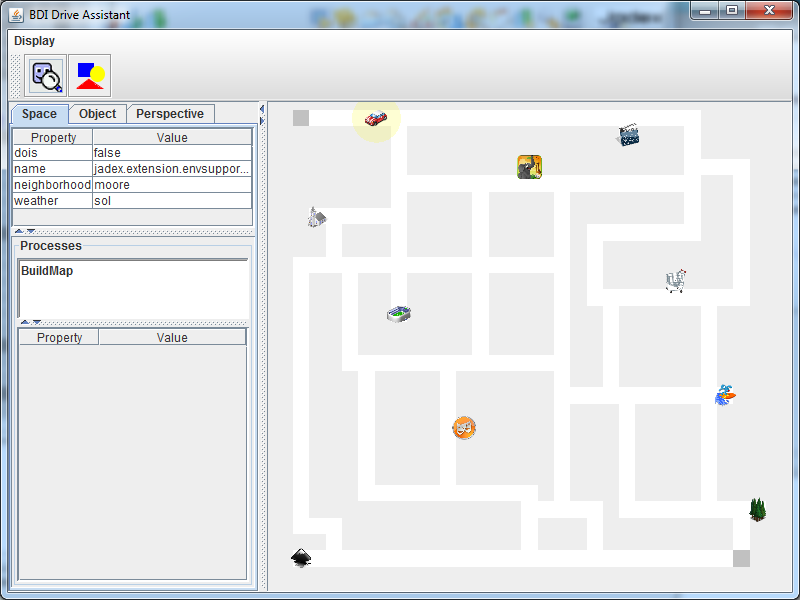 BDI Drive Assistant
Display
Space Object Perspective
Property Value
dois false
name jadex.extension.envsuppor...
neighborhood moore
weather sol
Processes
BuildMap
Property Value